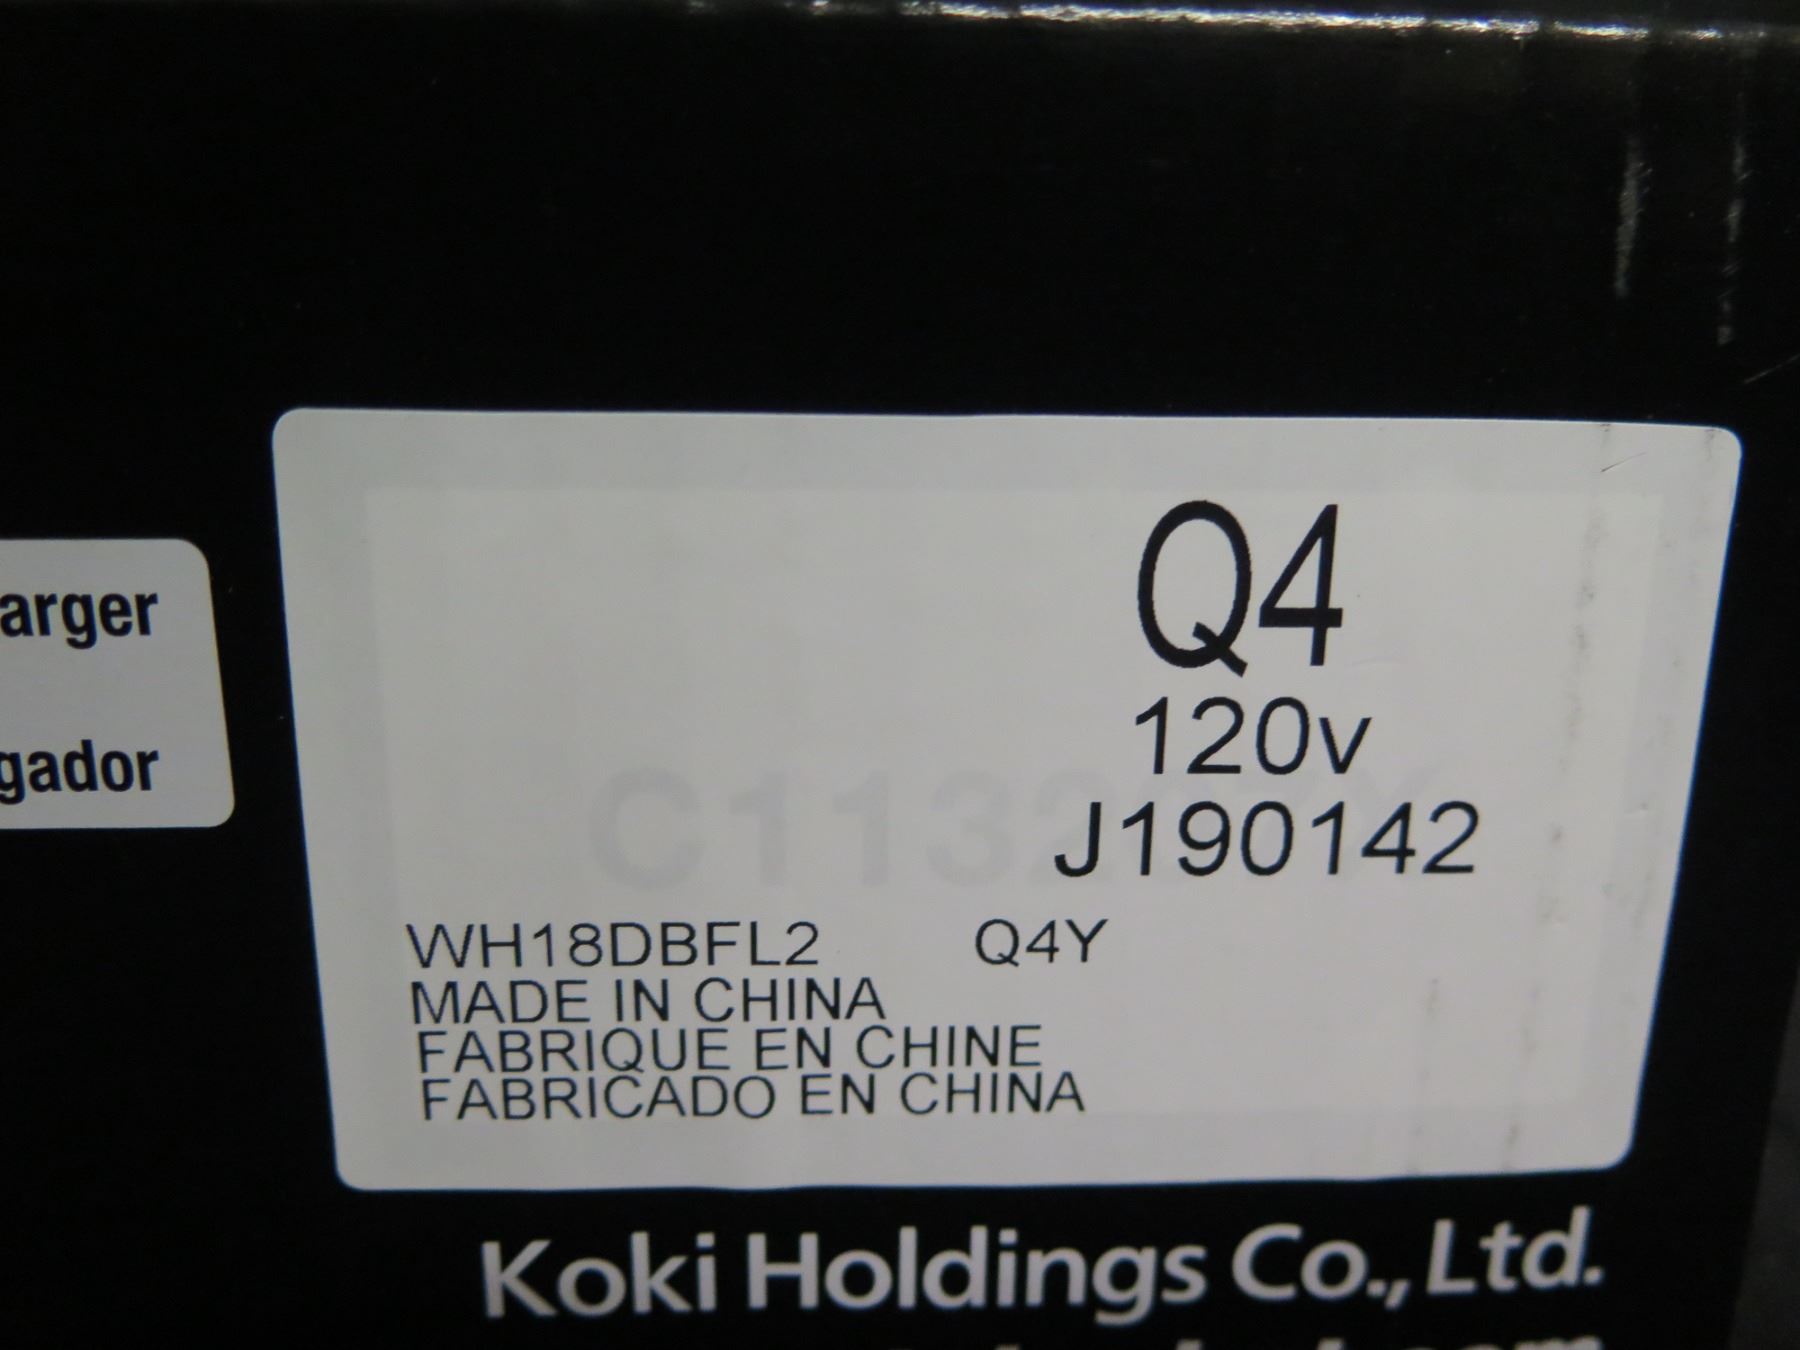 arger
gador
Q4
120v
J190142
WH18DBFL2 Q4Y
MADE IN CHINA
FABRIQUE EN CHINE
FABRICADO EN CHINA
Koki Holdings Co., Ltd.